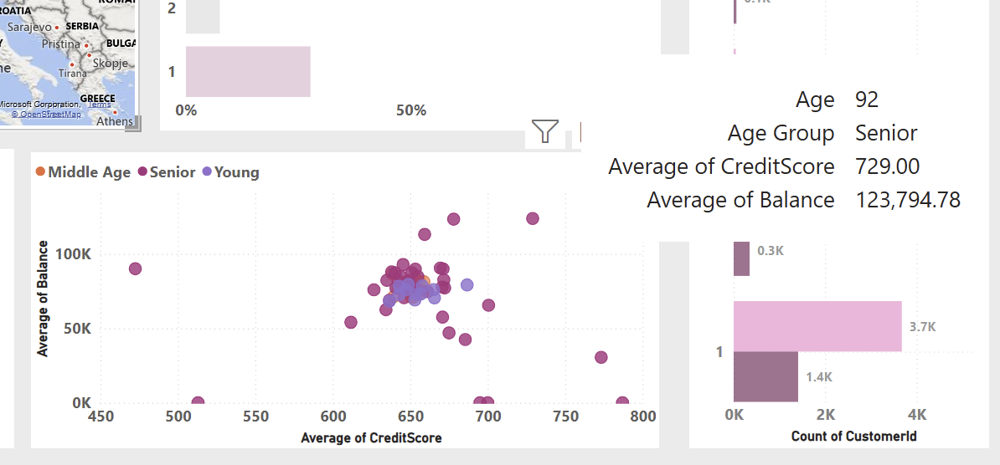 ROATIA
Sarajevo
SERBIA
Pristina
BULGA
Skopje
Tirana
GREECE
Microsoft Corporation, Terms
© OpenStreetMap
Athens
2
1
0%
50%
Age 92
Age Group Senior
Average of CreditScore 729.00
Average of Balance 123,794.78
Middle Age Senior Young
Average of Balance
100K
50K
0K
450 500 550 600 650 700 750 800
Average of CreditScore
0.3K
3.7K
1
1.4K
0K 2K 4K
Count of CustomerId